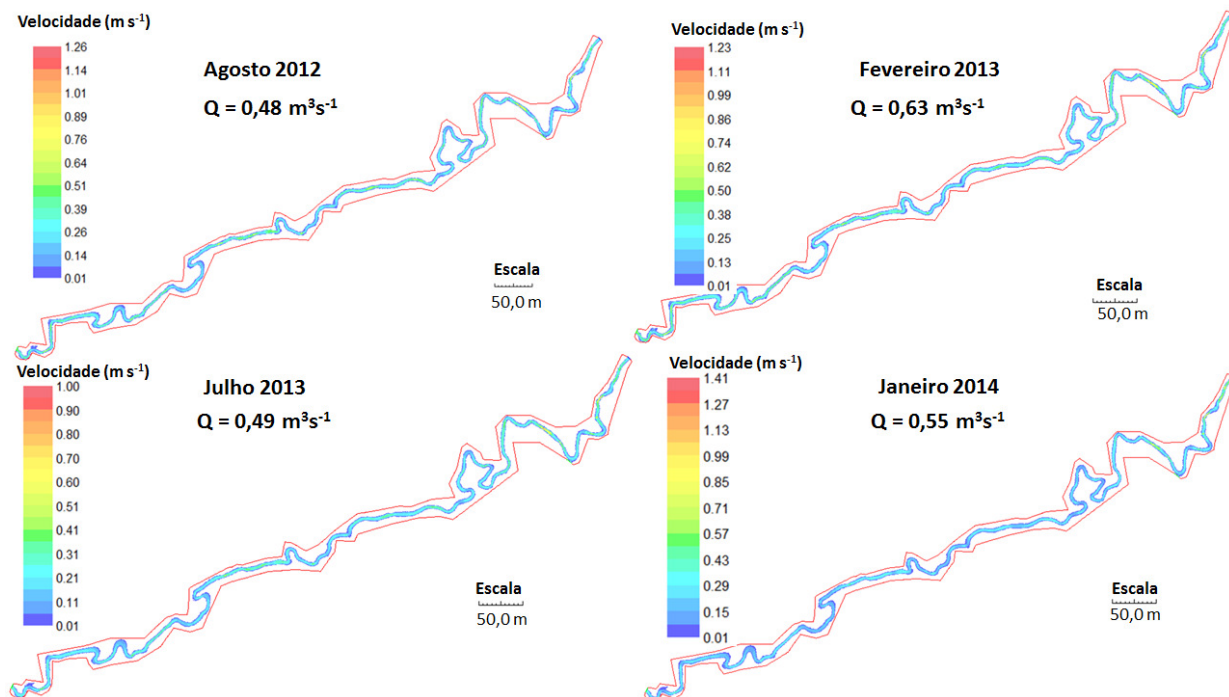 Velocidade (m s⁻¹)
1.26
1.14
1.01
0.89
0.76
0.64
0.51
0.39
0.26
0.14
0.01
Agosto 2012
Q = 0,48 m³s⁻¹
Escala
50,0 m
Velocidade (m s⁻¹)
1.23
1.11
0.99
0.86
0.74
0.62
0.50
0.38
0.25
0.13
0.01
Fevereiro 2013
Q = 0,63 m³s⁻¹
Escala
50,0 m
Velocidade (m s⁻¹)
1.00
0.90
0.80
0.70
0.60
0.51
0.41
0.31
0.21
0.11
0.01
Julho 2013
Q = 0,49 m³s⁻¹
Escala
50,0 m
Velocidade (m s⁻¹)
1.41
1.27
1.13
0.99
0.85
0.71
0.57
0.43
0.29
0.15
0.01
Janeiro 2014
Q = 0,55 m³s⁻¹
Escala
50,0 m